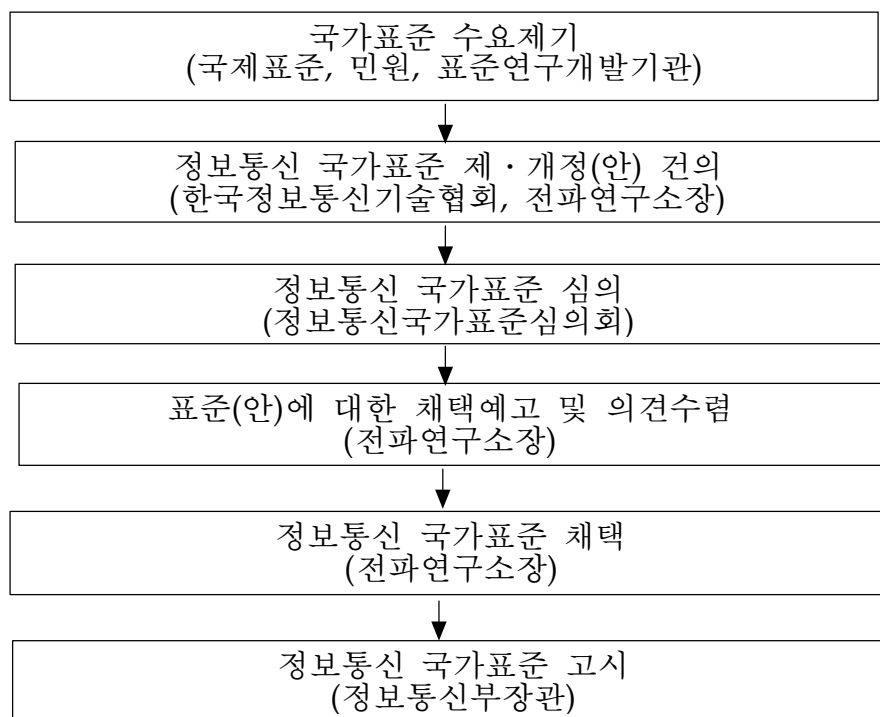 국가표준 수요제기
(국제표준, 민원, 표준연구개발기관)
정보통신 국가표준 제·개정(안) 건의
(한국정보통신기술협회, 전파연구소장)
정보통신 국가표준 심의
(정보통신국가표준심의회)
표준(안)에 대한 채택예고 및 의견수렴
(전파연구소장)
정보통신 국가표준 채택
(전파연구소장)
정보통신 국가표준 고시
(정보통신부장관)